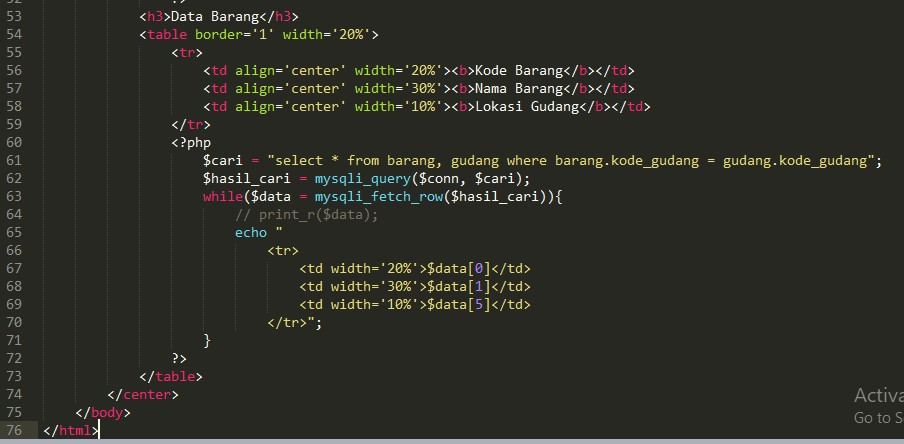 53 <h3>Data Barang</h3>
54 <table border='1' width='20%'>
55 <tr>
56 <td align='center' width='20%'><b>Kode Barang</b></td>
57 <td align='center' width='30%'><b>Nama Barang</b></td>
58 <td align='center' width='10%'><b>Lokasi Gudang</b></td>
59 </tr>
60 <?php
61 $cari = "select * from barang, gudang where barang.kode_gudang = gudang.kode_gudang";
62 $hasil_cari = mysqli_query($conn, $cari);
63 while($data = mysqli_fetch_row($hasil_cari)){
64 // print_r($data);
65 echo "
66 <tr>
67 <td width='20%'>$data[0]</td>
68 <td width='30%'>$data[1]</td>
69 <td width='10%'>$data[5]</td>
70 </tr>";
71 }
72 ?>
73 </table>
74 </center>
Activa
75 </body>
Go to S
76 </html>